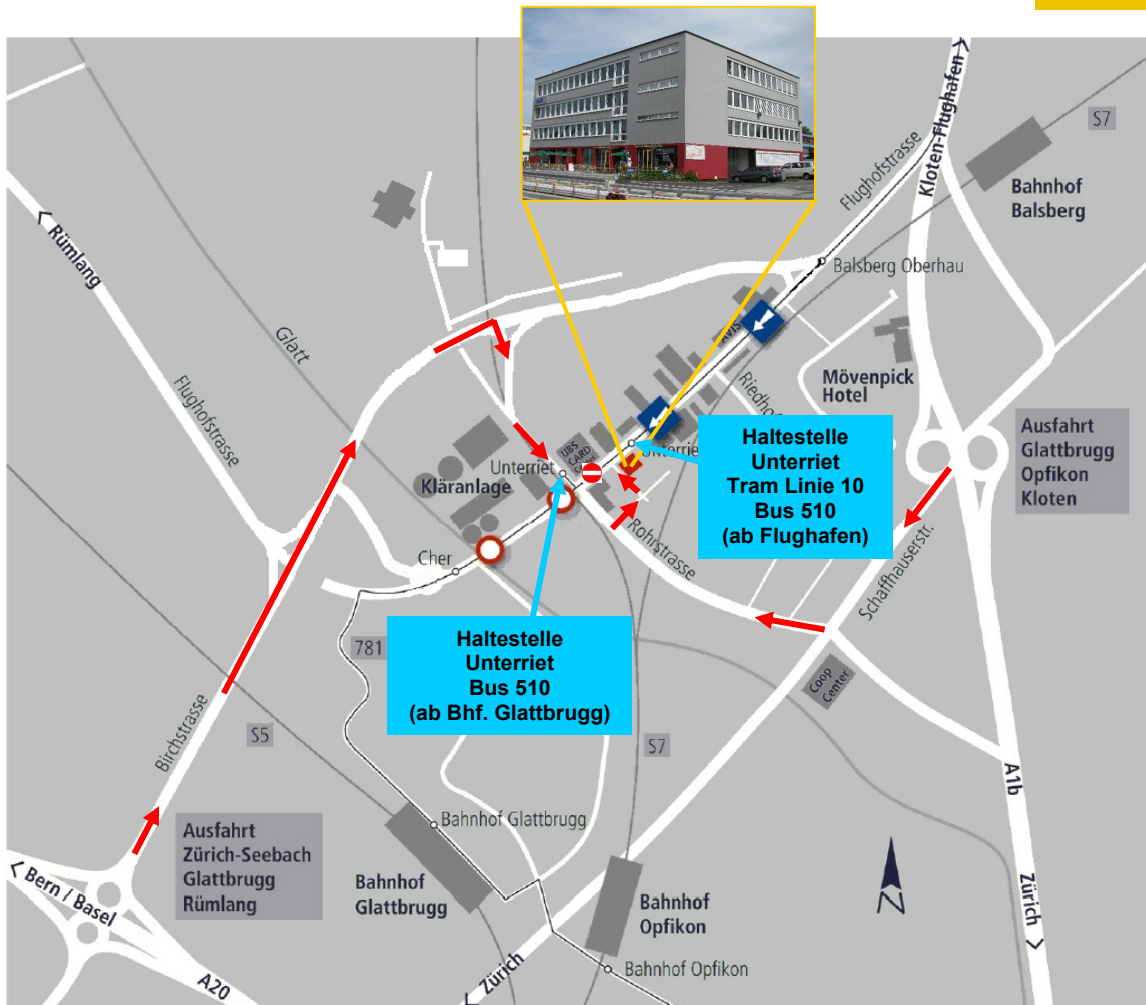 Kloten-Flughafen
S7
Bahnhof
Balsberg
Flughofstrasse
Balsberg Oberhau
Rümlang
Glatt
AVIS
Mövenpick
Hotel
Flughofstrasse
Ausfahrt
Glattbrugg
Opfikon
Kloten
Haltestelle
Unterriet
Tram Linie 10
Bus 510
(ab Flughafen)
UBS
CARD
Unterriet
Kläranlage
Rohrstrasse
Schaffhauserstr.
Cher
Haltestelle
Unterriet
Bus 510
(ab Bhf. Glattbrugg)
781
Coop
Center
Birchstrasse
S5
S7
A1b
Bahnhof Glattbrugg
Ausfahrt
Zürich-Seebach
Glattbrugg
Rümlang
Bern / Basel
Bahnhof
Glattbrugg
Bahnhof
Opfikon
N
Zürich
Zürich
Bahnhof Opfikon
A20